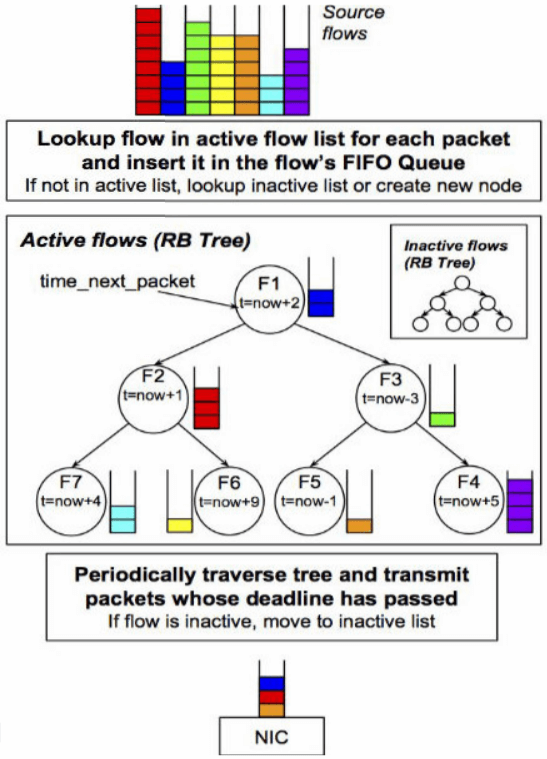 Source
flows
Lookup flow in active flow list for each packet
and insert it in the flow's FIFO Queue
If not in active list, lookup inactive list or create new node
Active flows (RB Tree)
Inactive flows
(RB Tree)
time_next_packet
F1
t=now+2
F2
t=now+1
F3
t=now-3
F7
t=now+4
F6
t=now+9
F5
t=now-1
F4
t=now+5
Periodically traverse tree and transmit
packets whose deadline has passed
If flow is inactive, move to inactive list
NIC